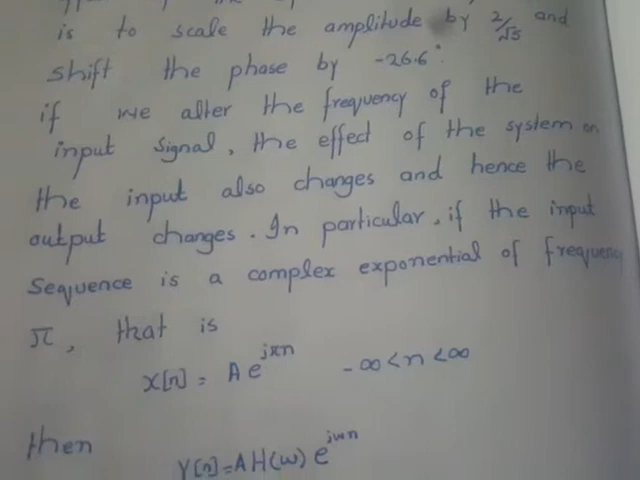 is to scale the amplitude by 2/√5 and
shift the phase by -26.6°.
if we alter the frequency of the
input signal, the effect of the system on
the input also changes and hence the
output changes. In particular, if the input
Sequence is a complex exponential of frequency
π, that is
x[n] = A e^jπn -∞<n<∞
then
Y[n]=AH(ω) e^jωn